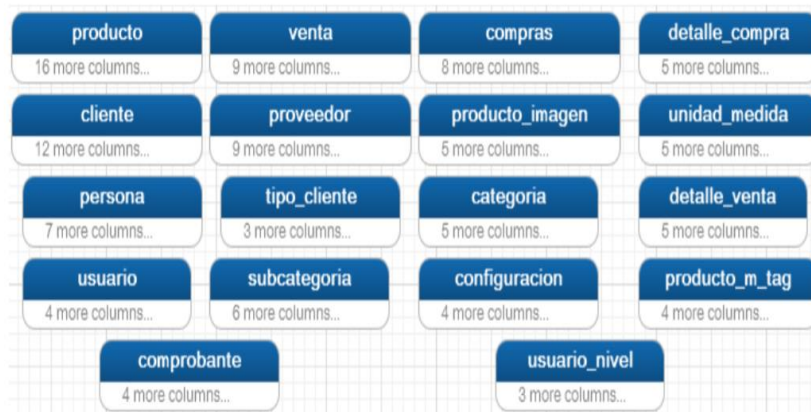 producto venta compras detalle_compra
16 more columns... 9 more columns... 8 more columns... 5 more columns...
cliente proveedor producto_imagen unidad_medida
12 more columns... 9 more columns... 5 more columns... 5 more columns...
persona tipo_cliente categoria detalle_venta
7 more columns... 3 more columns... 5 more columns... 5 more columns...
usuario subcategoria configuracion producto_m_tag
4 more columns... 6 more columns... 4 more columns... 4 more columns...
comprobante usuario_nivel
4 more columns... 3 more columns...